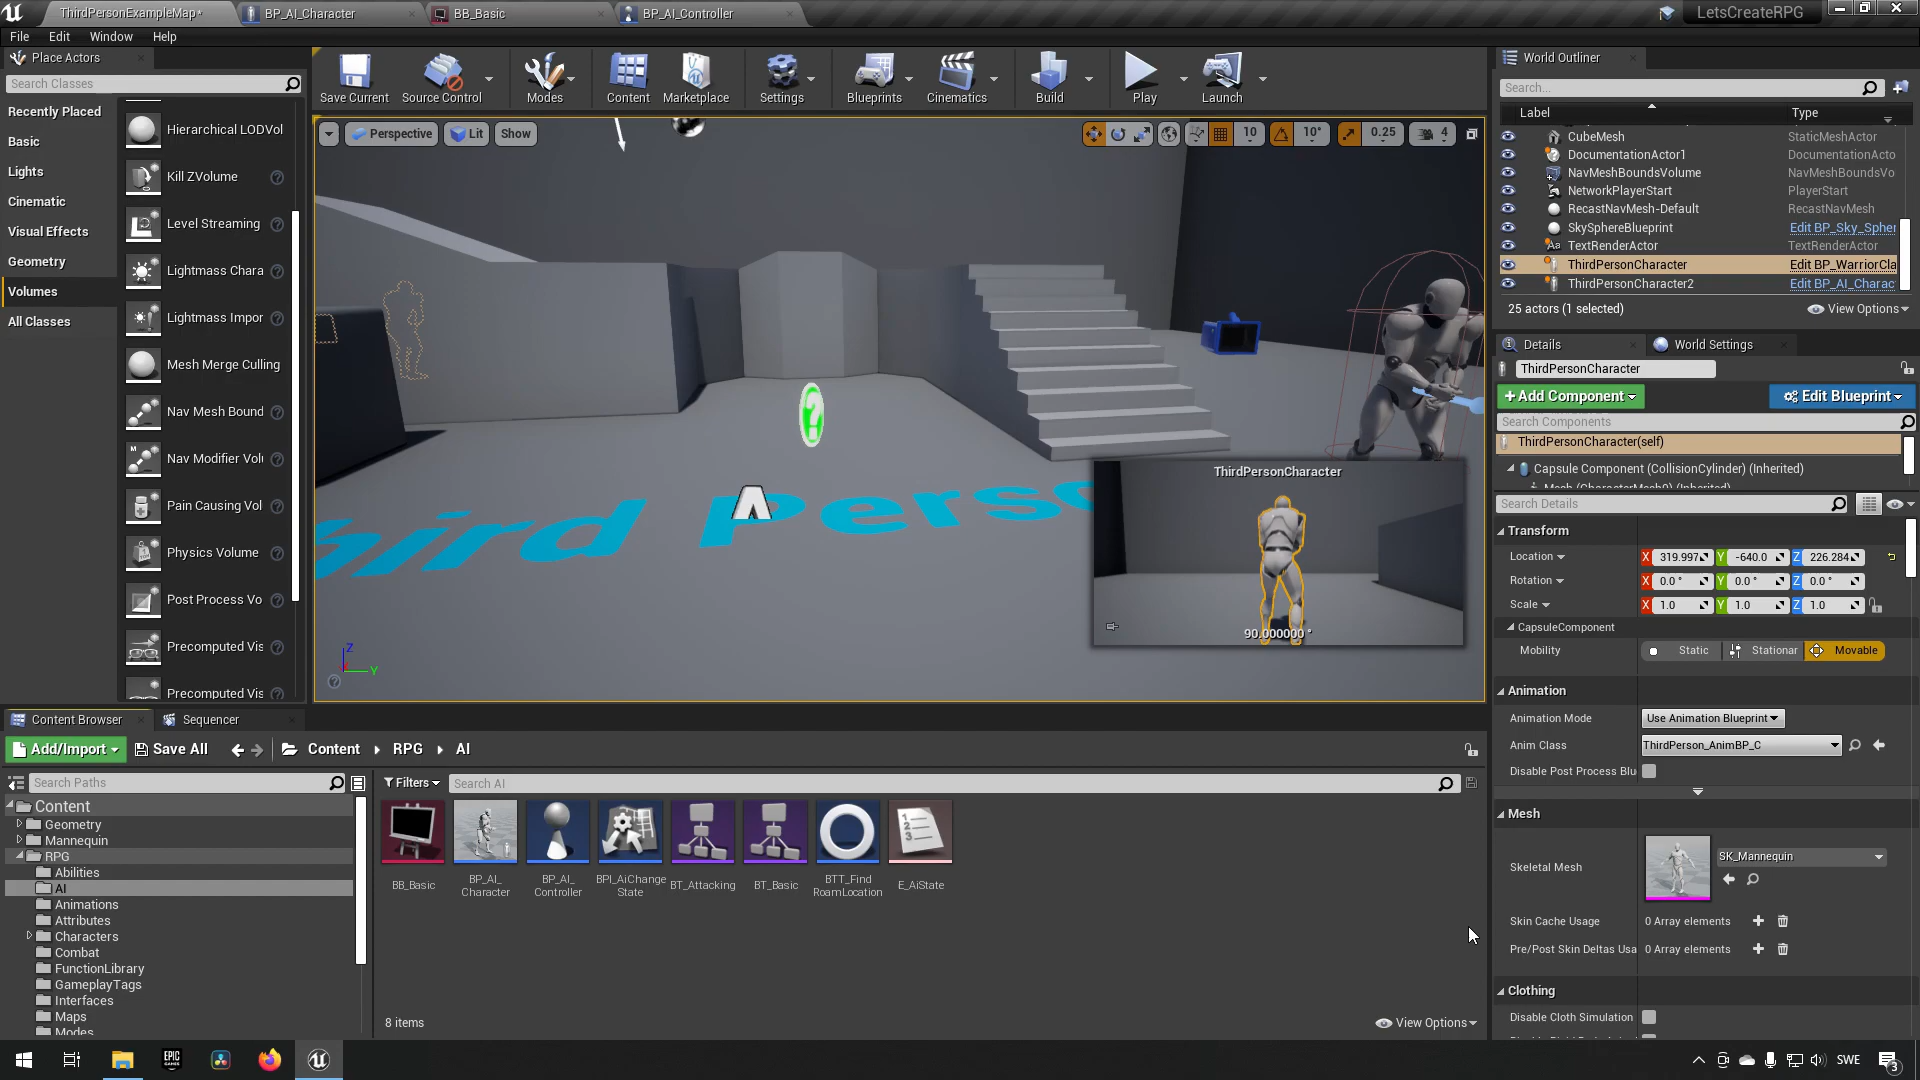 ThirdPersonExampleMap*
BP_AI_Character
BB_Basic
BP_AI_Controller
LetsCreateRPG
File Edit Window Help
Place Actors
Search Classes
Recently Placed
Basic
Lights
Cinematic
Visual Effects
Geometry
Volumes
All Classes
Hierarchical LODVol
Kill ZVolume
Level Streaming
Lightmass Chara
Lightmass Impor
Mesh Merge Culling
Nav Mesh Bound
Nav Modifier Volu
Pain Causing Vol
Physics Volume
Post Process Vo
Precomputed Vis
Precomputed Vis
Save Current
Source Control
Modes
Content
Marketplace
Settings
Blueprints
Cinematics
Build
Play
Launch
Perspective Lit Show
10 10° 0.25 4
Third Perso
ThirdPersonCharacter
90.000000 °
Z
Y
World Outliner
Search...
Label Type
CubeMesh StaticMeshActor
DocumentationActor1 DocumentationActo
NavMeshBoundsVolume NavMeshBoundsVo
NetworkPlayerStart PlayerStart
RecastNavMesh-Default RecastNavMesh
SkySphereBlueprint Edit BP_Sky_Spher
TextRenderActor TextRenderActor
ThirdPersonCharacter Edit BP_WarriorCla
ThirdPersonCharacter2 Edit BP_AI_Charac
25 actors (1 selected) View Options
Details World Settings
ThirdPersonCharacter
+Add Component Edit Blueprint
Search Components
ThirdPersonCharacter(self)
Capsule Component (CollisionCylinder) (Inherited)
Mesh (CharacterMesh0) (Inherited)
Search Details
Transform
Location X 319.997 Y -640.0 Z 226.284
Rotation X 0.0 ° Y 0.0 ° Z 0.0 °
Scale X 1.0 Y 1.0 Z 1.0
CapsuleComponent
Mobility Static Stationar Movable
Animation
Animation Mode Use Animation Blueprint
Anim Class ThirdPerson_AnimBP_C
Disable Post Process Blu
Mesh
Skeletal Mesh SK_Mannequin
Skin Cache Usage 0 Array elements
Pre/Post Skin Deltas Usa 0 Array elements
Clothing
Disable Cloth Simulation
Content Browser Sequencer
Add/Import Save All Content RPG AI
Search Paths
Filters Search AI
Content
Geometry
Mannequin
RPG
Abilities
AI
Animations
Attributes
Characters
Combat
FunctionLibrary
GameplayTags
Interfaces
Maps
Modes
BB_Basic
BP_AI_
Character
BP_AI_
Controller
BPI_AiChange
State
BT_Attacking
BT_Basic
BTT_Find
RoamLocation
E_AiState
8 items View Options
EPIC
GAMES
SWE
3